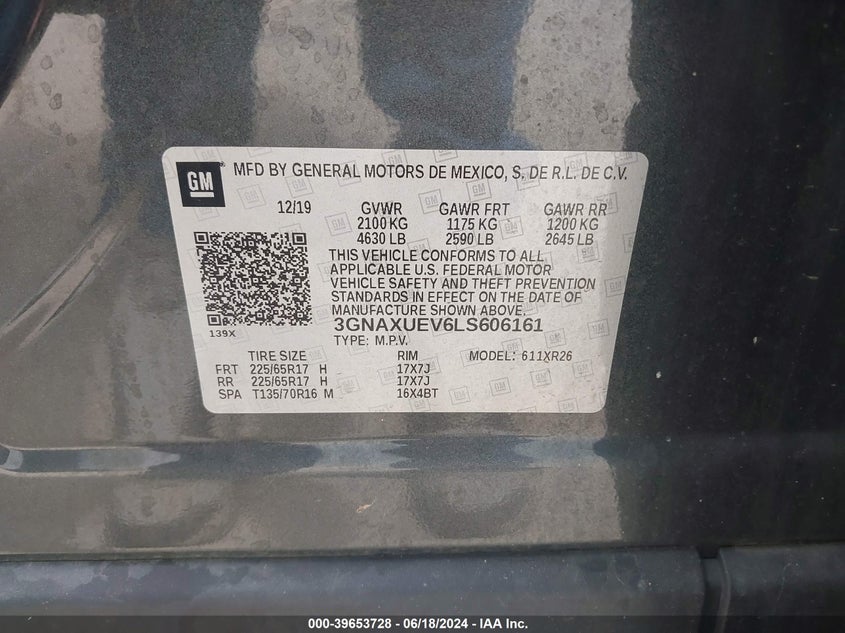 GM MFD BY GENERAL MOTORS DE MEXICO, S. DE R.L. DE C.V.
12/19 GVWR GAWR FRT GAWR RR
2100 KG 1175 KG 1200 KG
4630 LB 2590 LB 2645 LB
THIS VEHICLE CONFORMS TO ALL
APPLICABLE U.S. FEDERAL MOTOR
VEHICLE SAFETY AND THEFT PREVENTION
STANDARDS IN EFFECT ON THE DATE OF
MANUFACTURE SHOWN ABOVE.
139X 3GNAXUEV6LS606161
TYPE: M.P.V.
TIRE SIZE RIM MODEL: 611XR26
FRT 225/65R17 H 17X7J
RR 225/65R17 H 17X7J
SPA T135/70R16 M 16X4BT
000-39653728 - 06/18/2024 - IAA Inc.